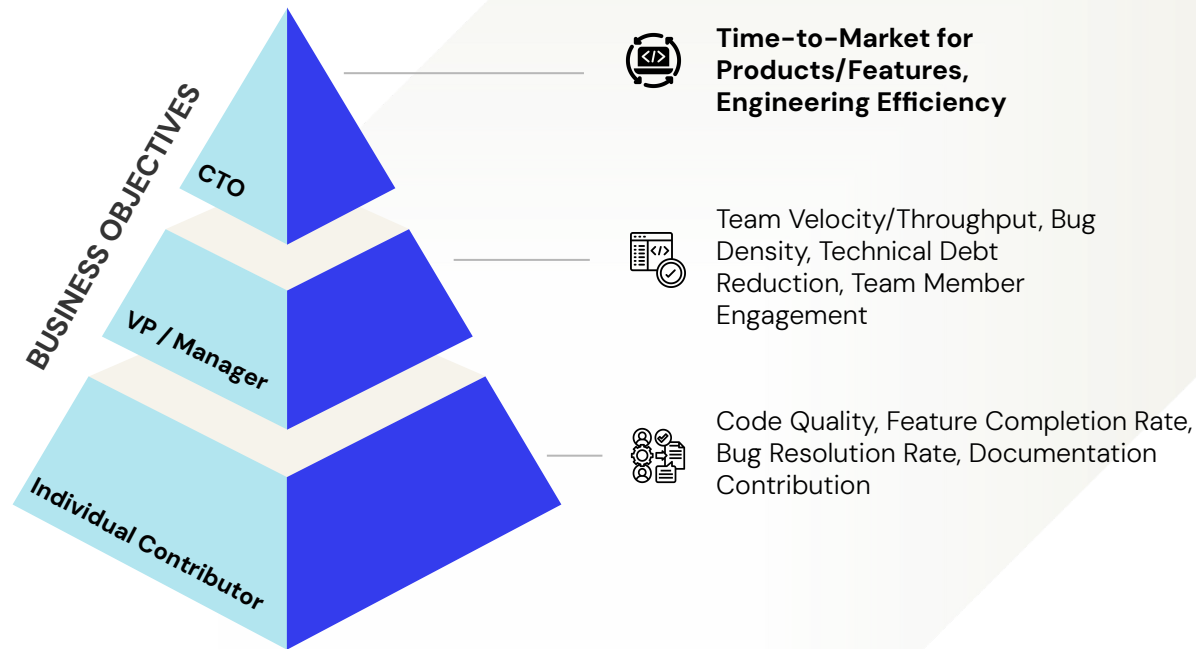 BUSINESS OBJECTIVES
CTO
Time-to-Market for
Products/Features,
Engineering Efficiency
VP / Manager
Team Velocity/Throughput, Bug
Density, Technical Debt
Reduction, Team Member
Engagement
Individual Contributor
Code Quality, Feature Completion Rate,
Bug Resolution Rate, Documentation
Contribution